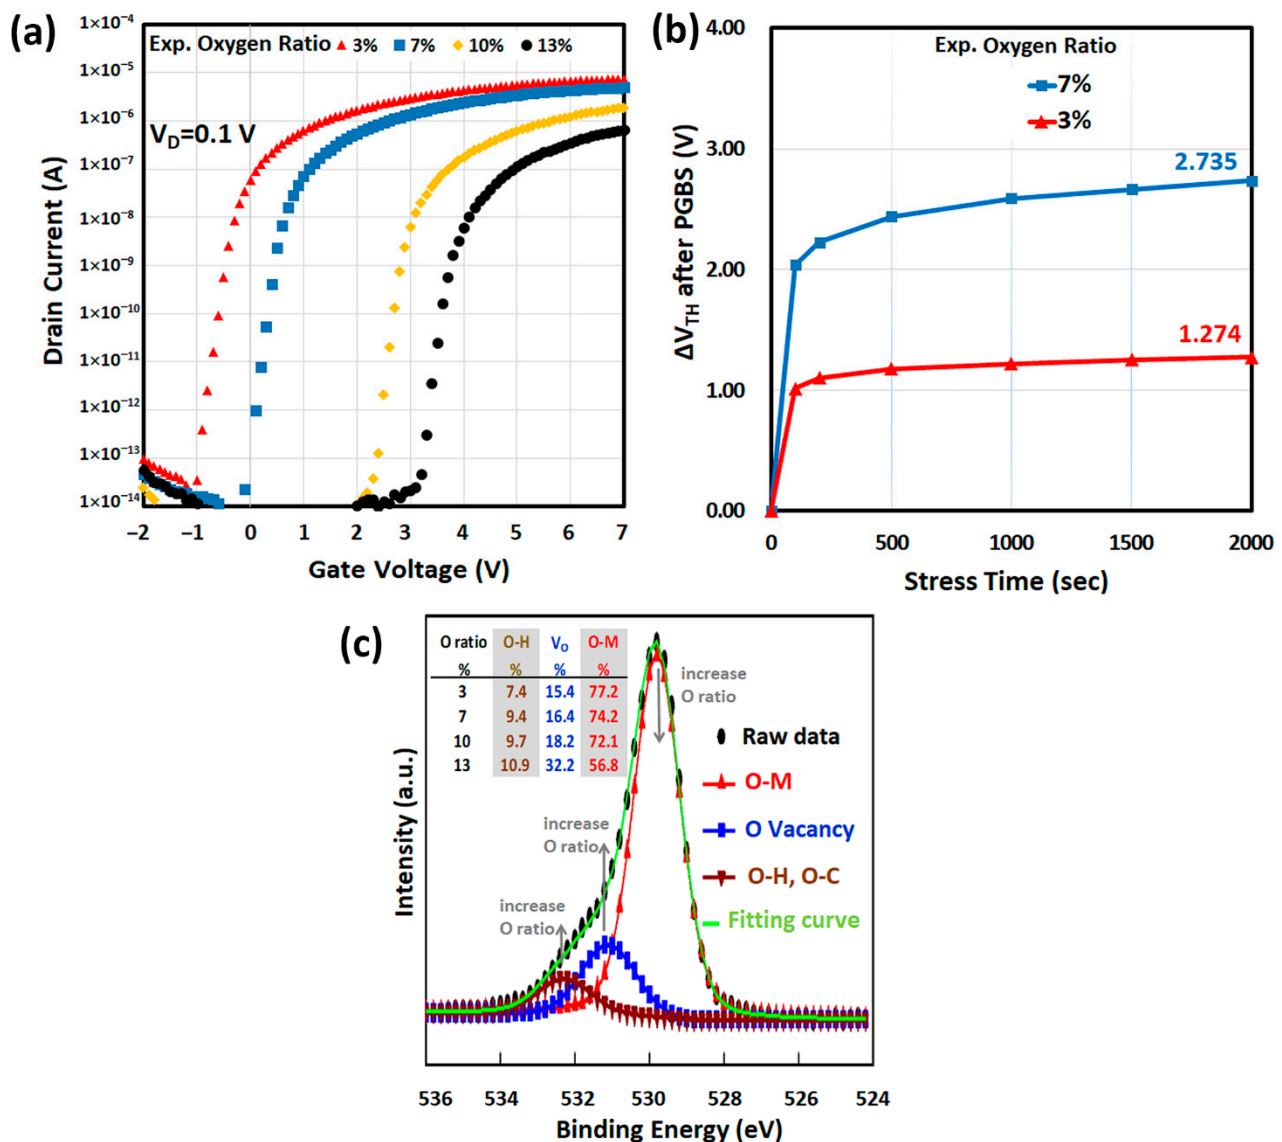 (a)
Exp. Oxygen Ratio ▲ 3% ■ 7% ◆ 10% ● 13%
V_D=0.1 V
1×10⁻⁴
1×10⁻⁵
1×10⁻⁶
1×10⁻⁷
1×10⁻⁸
1×10⁻⁹
1×10⁻¹⁰
1×10⁻¹¹
1×10⁻¹²
1×10⁻¹³
1×10⁻¹⁴
Drain Current (A)
−2 −1 0 1 2 3 4 5 6 7
Gate Voltage (V)
(b)
Exp. Oxygen Ratio
7%
3%
2.735
1.274
4.00
3.00
2.00
1.00
0.00
ΔV_TH after PGBS (V)
0 500 1000 1500 2000
Stress Time (sec)
(c)
O ratio O-H V_O O-M
% % % %
3 7.4 15.4 77.2
7 9.4 16.4 74.2
10 9.7 18.2 72.1
13 10.9 32.2 56.8
increase
O ratio
increase
O ratio
increase
O ratio
Raw data
O-M
O Vacancy
O-H, O-C
Fitting curve
Intensity (a.u.)
536 534 532 530 528 526 524
Binding Energy (eV)